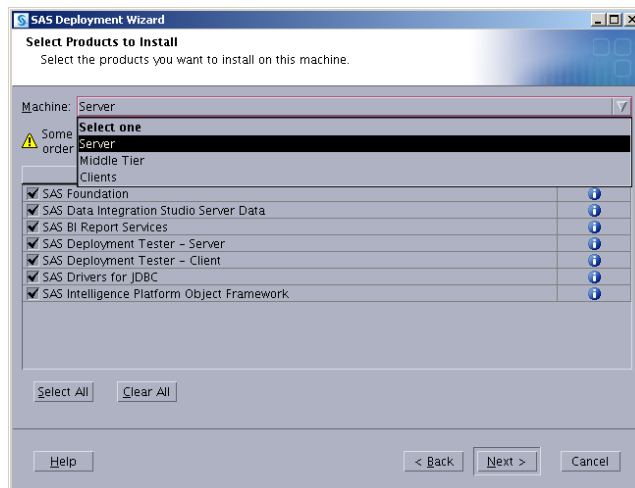 SAS Deployment Wizard
Select Products to Install
Select the products you want to install on this machine.
Machine: Server
Select one
Some
Server
order
Middle Tier
Clients
SAS Foundation
SAS Data Integration Studio Server Data
SAS BI Report Services
SAS Deployment Tester - Server
SAS Deployment Tester - Client
SAS Drivers for JDBC
SAS Intelligence Platform Object Framework
Select All Clear All
Help < Back Next > Cancel